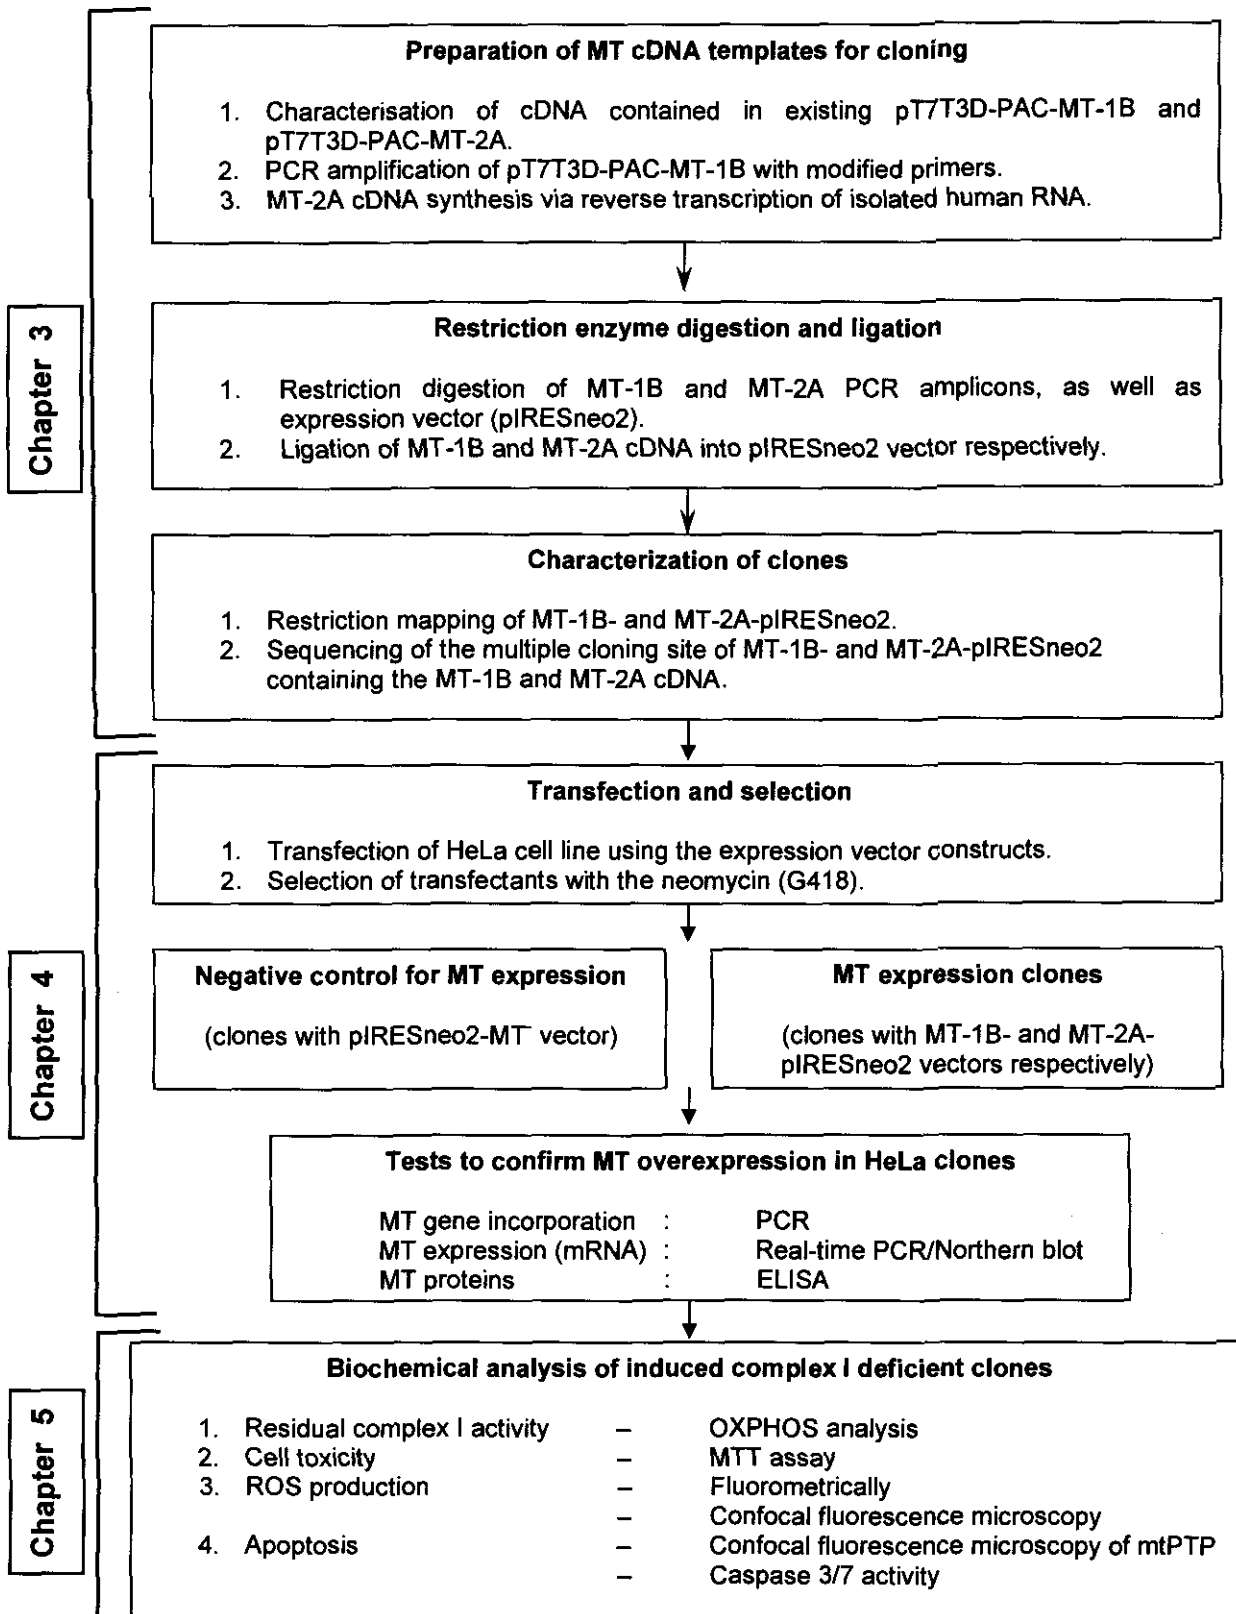 Chapter 3
Preparation of MT cDNA templates for cloning
1. Characterisation of cDNA contained in existing pT7T3D-PAC-MT-1B and
pT7T3D-PAC-MT-2A.
2. PCR amplification of pT7T3D-PAC-MT-1B with modified primers.
3. MT-2A cDNA synthesis via reverse transcription of isolated human RNA.
Restriction enzyme digestion and ligation
1. Restriction digestion of MT-1B and MT-2A PCR amplicons, as well as
expression vector (pIRESneo2).
2. Ligation of MT-1B and MT-2A cDNA into pIRESneo2 vector respectively.
Characterization of clones
1. Restriction mapping of MT-1B- and MT-2A-pIRESneo2.
2. Sequencing of the multiple cloning site of MT-1B- and MT-2A-pIRESneo2
containing the MT-1B and MT-2A cDNA.
Chapter 4
Transfection and selection
1. Transfection of HeLa cell line using the expression vector constructs.
2. Selection of transfectants with the neomycin (G418).
Negative control for MT expression
(clones with pIRESneo2-MT⁻ vector)
MT expression clones
(clones with MT-1B- and MT-2A-
pIRESneo2 vectors respectively)
Tests to confirm MT overexpression in HeLa clones
MT gene incorporation : PCR
MT expression (mRNA) : Real-time PCR/Northern blot
MT proteins : ELISA
Chapter 5
Biochemical analysis of induced complex I deficient clones
1. Residual complex I activity – OXPHOS analysis
2. Cell toxicity – MTT assay
3. ROS production – Fluorometrically
– Confocal fluorescence microscopy
4. Apoptosis – Confocal fluorescence microscopy of mtPTP
– Caspase 3/7 activity